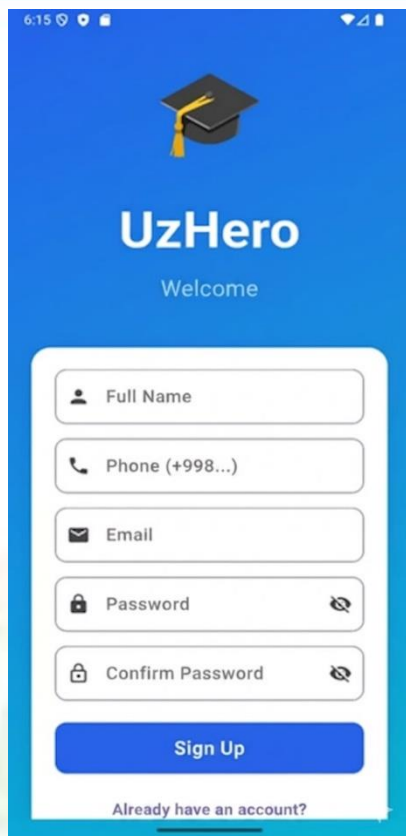 6:15
UzHero
Welcome
Full Name
Phone (+998...)
Email
Password
Confirm Password
Sign Up
Already have an account?